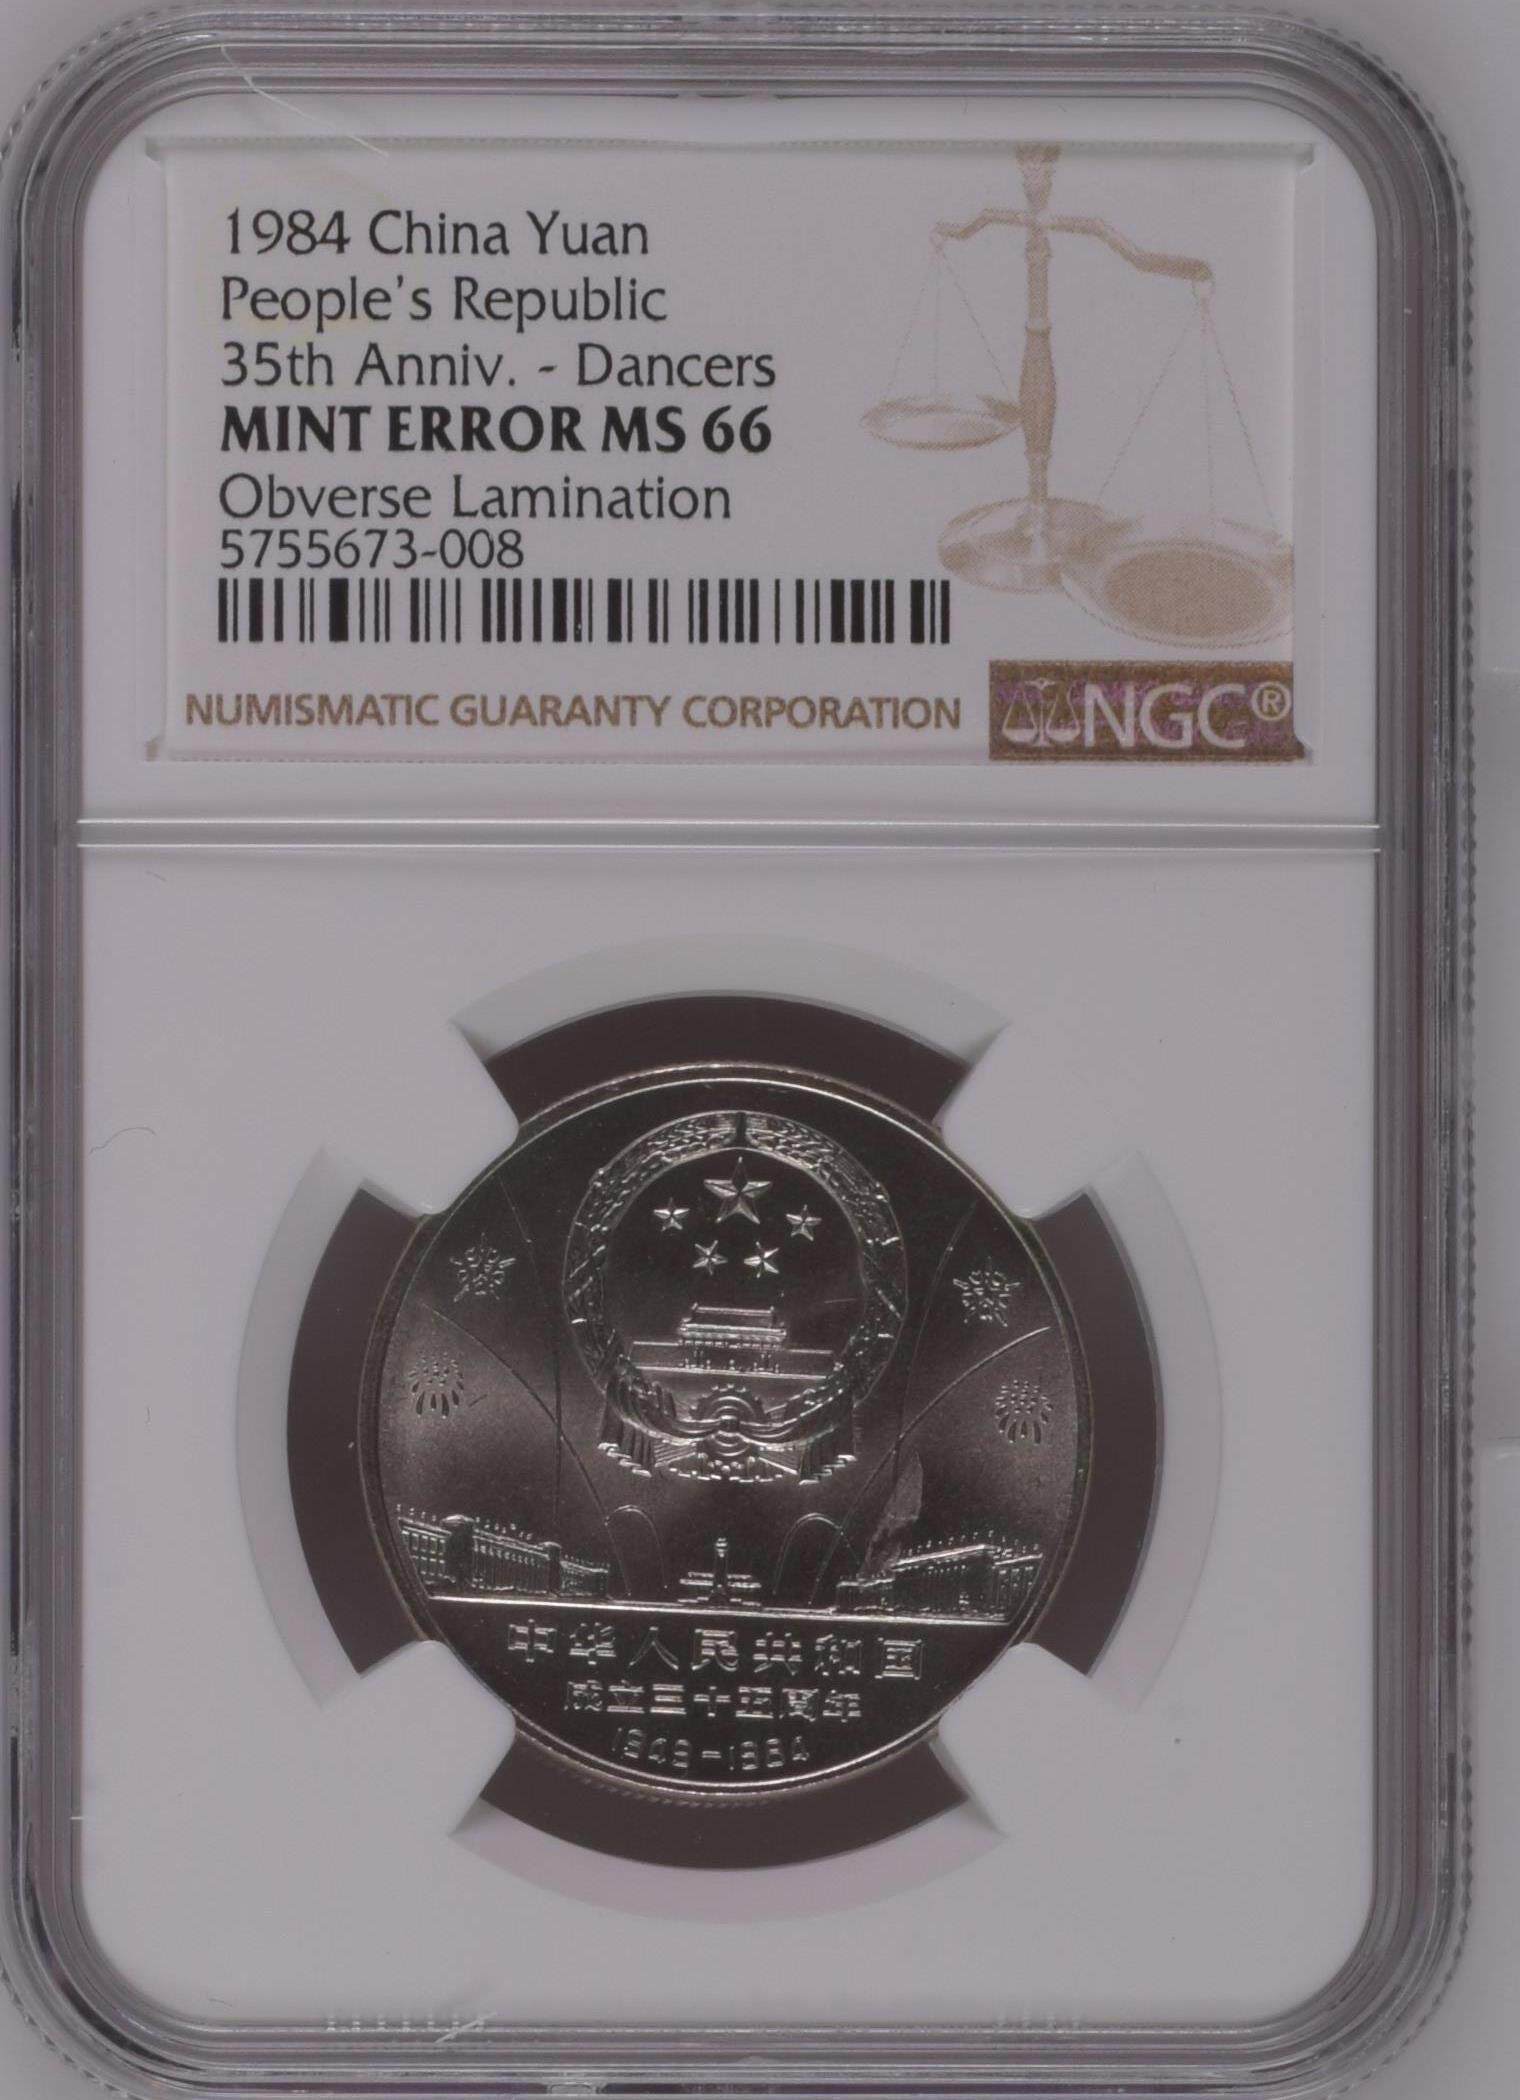 1984 China Yuan
People's Republic
35th Anniv. - Dancers
MINT ERROR MS 66
Obverse Lamination
5755673-008
NUMISMATIC GUARANTY CORPORATION NGC®
中华人民共和国
成立三十五周年
1949-1984